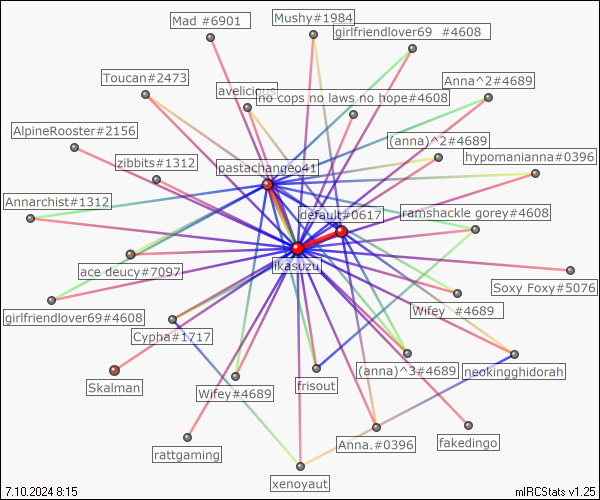 Mad #6901
Mushy#1984
girlfriendlover69 #4608
Toucan#2473
Anna^2#4689
avelicious
no cops no laws no hope#4608
AlpineRooster#2156
(anna)^2#4689
zibbits#1312
hypomanianna#0396
pastachangeo41
Annarchist#1312
default#0617
ramshackle gorey#4608
ace deucy#7097
ikasuzu
Soxy Foxy#5076
girlfriendlover69#4608
Wifey #4689
Cypha#1717
(anna)^3#4689
neokingghidorah
Skalman
Wifey#4689
frisout
Anna.#0396
fakedingo
rattgaming
xenoyaut
7.10.2024 8:15
mIRCStats v1.25